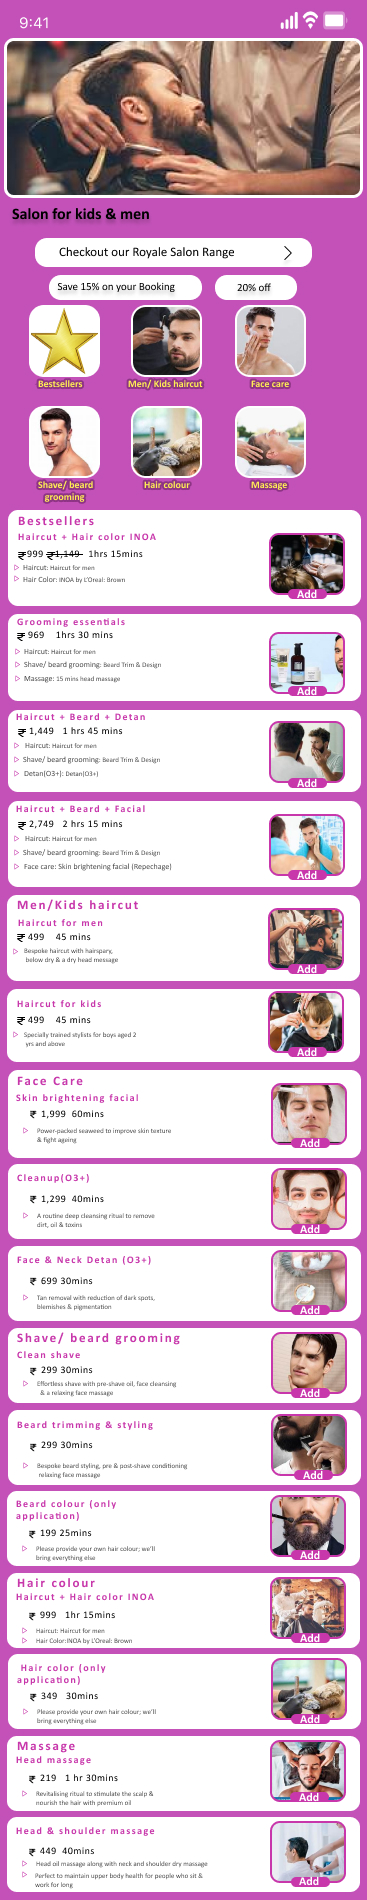 9:41
Salon for kids & men
Checkout our Royale Salon Range
Save 15% on your Booking
20% off
Bestsellers
Men/ Kids haircut
Face care
Shave/ beard
grooming
Hair colour
Massage
Bestsellers
Haircut + Hair color INOA
₹999 ₹1,149 1hrs 15mins
Haircut: Haircut for men
Hair Color: INOA by L'Oreal: Brown
Add
Grooming essentials
₹ 969 1hrs 30 mins
Haircut: Haircut for men
Shave/ beard grooming: Beard Trim & Design
Massage: 15 mins head massage
Add
Haircut + Beard + Detan
₹ 1,449 1 hrs 45 mins
Haircut: Haircut for men
Shave/ beard grooming: Beard Trim & Design
Detan(O3+): Detan(O3+)
Add
Haircut + Beard + Facial
₹ 2,749 2 hrs 15 mins
Haircut: Haircut for men
Shave/ beard grooming: Beard Trim & Design
Face care: Skin brightening facial (Repechage)
Add
Men/Kids haircut
Haircut for men
₹ 499 45 mins
Bespoke haircut with hairspary,
below dry & a dry head message
Add
Haircut for kids
₹ 499 45 mins
Specially trained stylists for boys aged 2
yrs and above
Add
Face Care
Skin brightening facial
₹ 1,999 60mins
Power-packed seaweed to improve skin texture
& fight ageing
Add
Cleanup(O3+)
₹ 1,299 40mins
A routine deep cleansing ritual to remove
dirt, oil & toxins
Add
Face & Neck Detan (O3+)
₹ 699 30mins
Tan removal with reduction of dark spots,
blemishes & pigmentation
Add
Shave/ beard grooming
Clean shave
₹ 299 30mins
Effortless shave with pre-shave oil, face cleansing
& a relaxing face massage
Add
Beard trimming & styling
₹ 299 30mins
Bespoke beard styling, pre & post-shave conditioning
relaxing face massage
Add
Beard colour (only
application)
₹ 199 25mins
Please provide your own hair colour; we'll
bring everything else
Add
Hair colour
Haircut + Hair color INOA
₹ 999 1hr 15mins
Haircut: Haircut for men
Hair Color:INOA by L'Oreal: Brown
Add
Hair color (only
application)
₹ 349 30mins
Please provide your own hair colour; we'll
bring everything else
Add
Massage
Head massage
₹ 219 1 hr 30mins
Revitalising ritual to stimulate the scalp &
nourish the hair with premium oil
Add
Head & shoulder massage
₹ 449 40mins
Head oil massage along with neck and shoulder dry massage
Perfect to maintain upper body health for people who sit &
work for long
Add